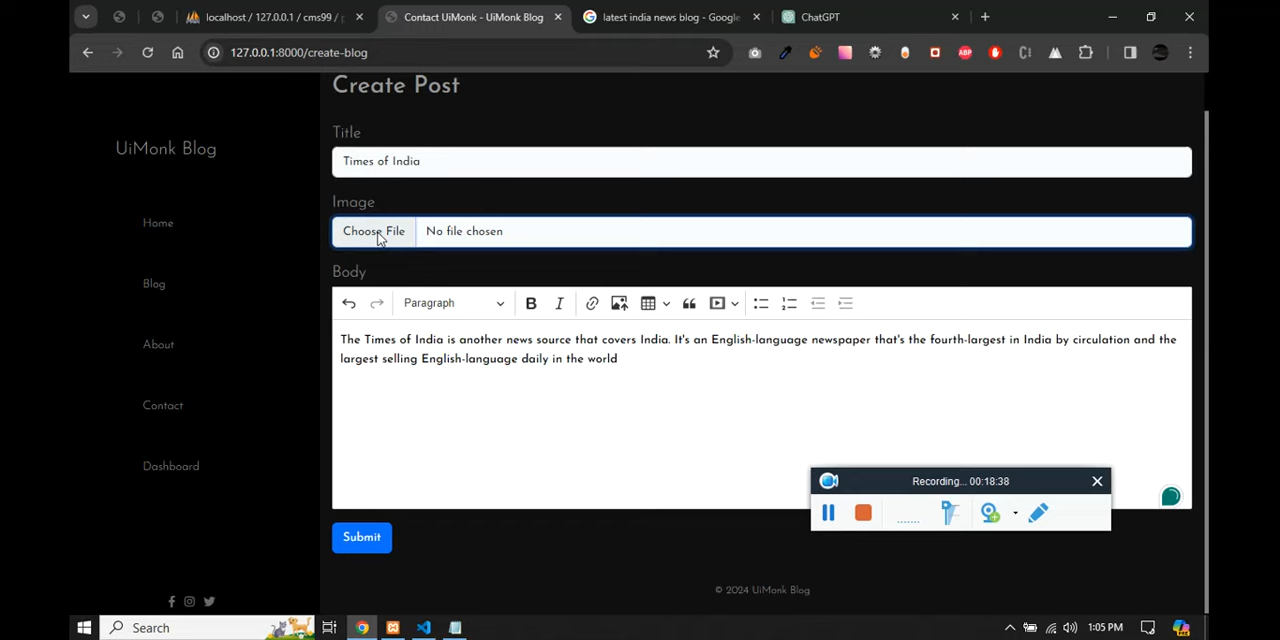 localhost / 127.0.0.1 / cms99 / p
Contact UiMonk - UiMonk Blog
latest india news blog - Google
ChatGPT
127.0.0.1:8000/create-blog
ABP
UiMonk Blog
Home
Blog
About
Contact
Dashboard
Create Post
Title
Times of India
Image
Choose File No file chosen
Body
Paragraph
B I
The Times of India is another news source that covers India. It's an English-language newspaper that's the fourth-largest in India by circulation and the
largest selling English-language daily in the world
Recording... 00:18:38
Submit
© 2024 UiMonk Blog
Search
1:05 PM